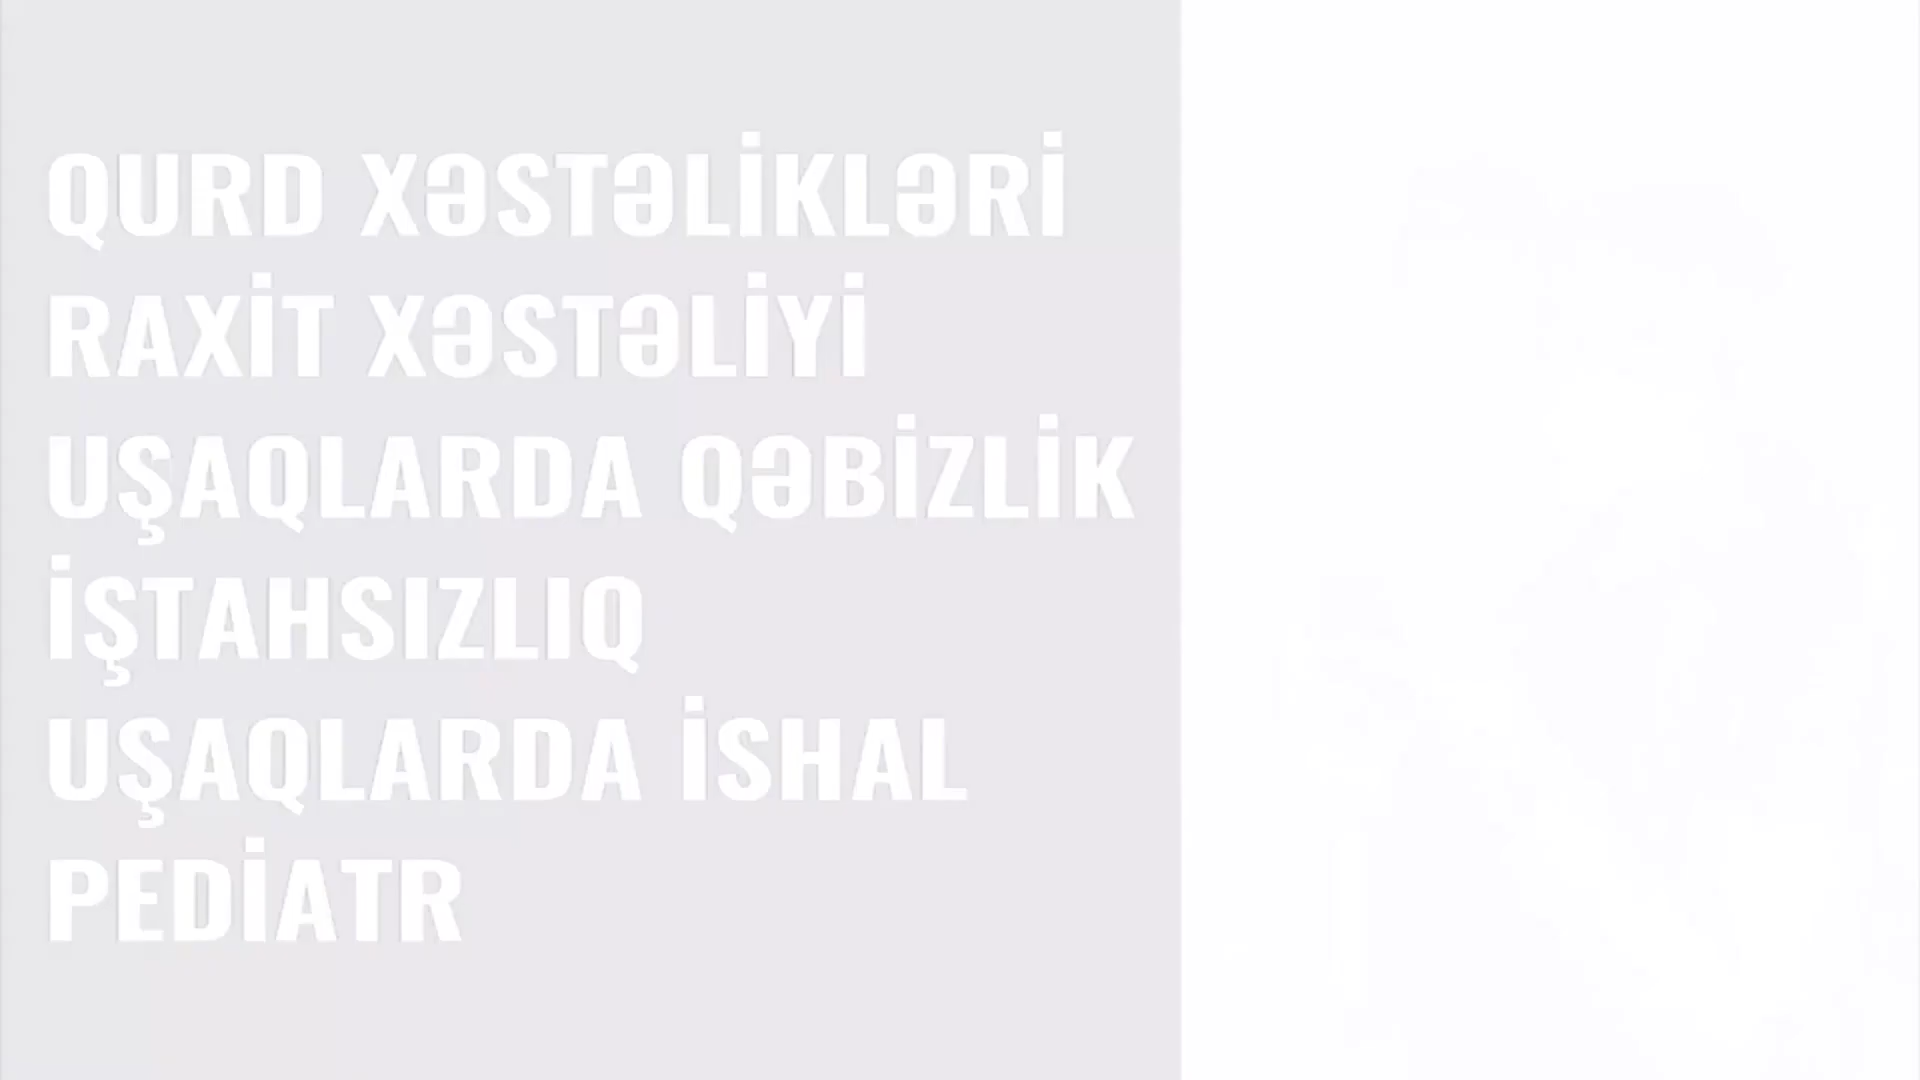 QURD XƏSTƏLİKLƏRİ
RAXİT XƏSTƏLİYİ
UŞAQLARDA QƏBİZLİK
İŞTAHSIZLIQ
UŞAQLARDA İSHAL
PEDİATR